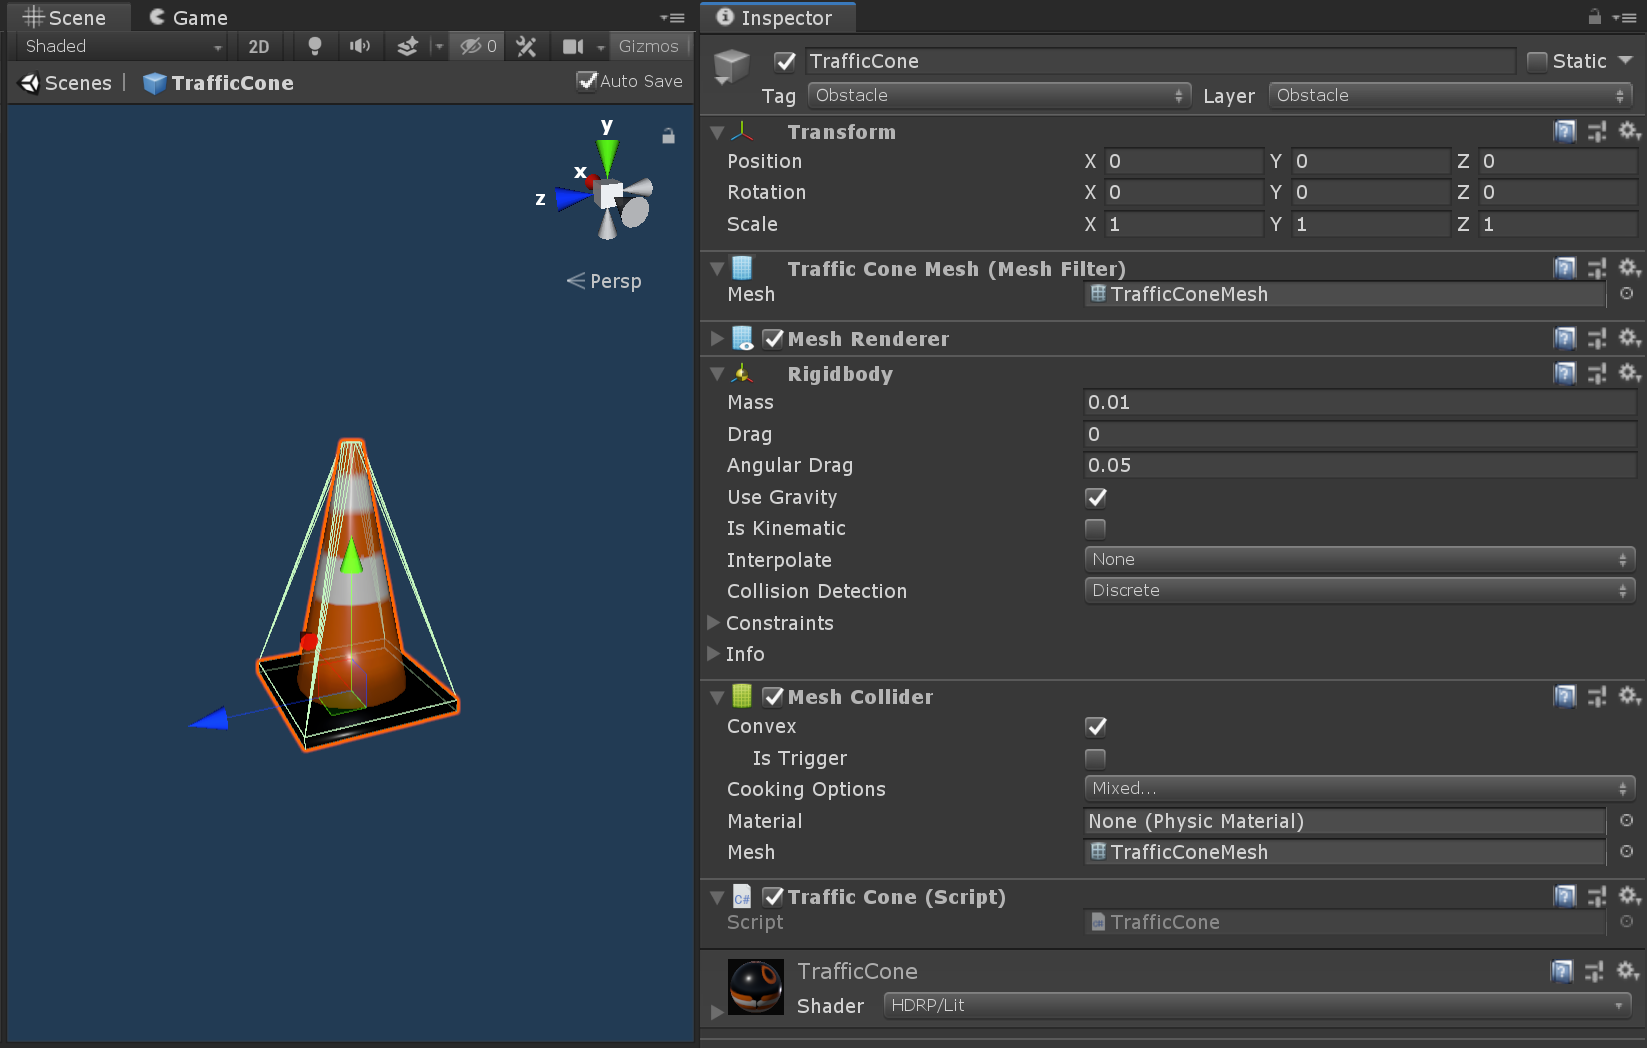 Scene Game
Shaded 2D 0 Gizmos
Scenes | TrafficCone Auto Save
y
x
z
Persp
Inspector
TrafficCone Static
Tag Obstacle Layer Obstacle
Transform
Position X 0 Y 0 Z 0
Rotation X 0 Y 0 Z 0
Scale X 1 Y 1 Z 1
Traffic Cone Mesh (Mesh Filter)
Mesh TrafficConeMesh
Mesh Renderer
Rigidbody
Mass 0.01
Drag 0
Angular Drag 0.05
Use Gravity
Is Kinematic
Interpolate None
Collision Detection Discrete
Constraints
Info
Mesh Collider
Convex
Is Trigger
Cooking Options Mixed...
Material None (Physic Material)
Mesh TrafficConeMesh
C# Traffic Cone (Script)
Script TrafficCone
TrafficCone
Shader HDRP/Lit